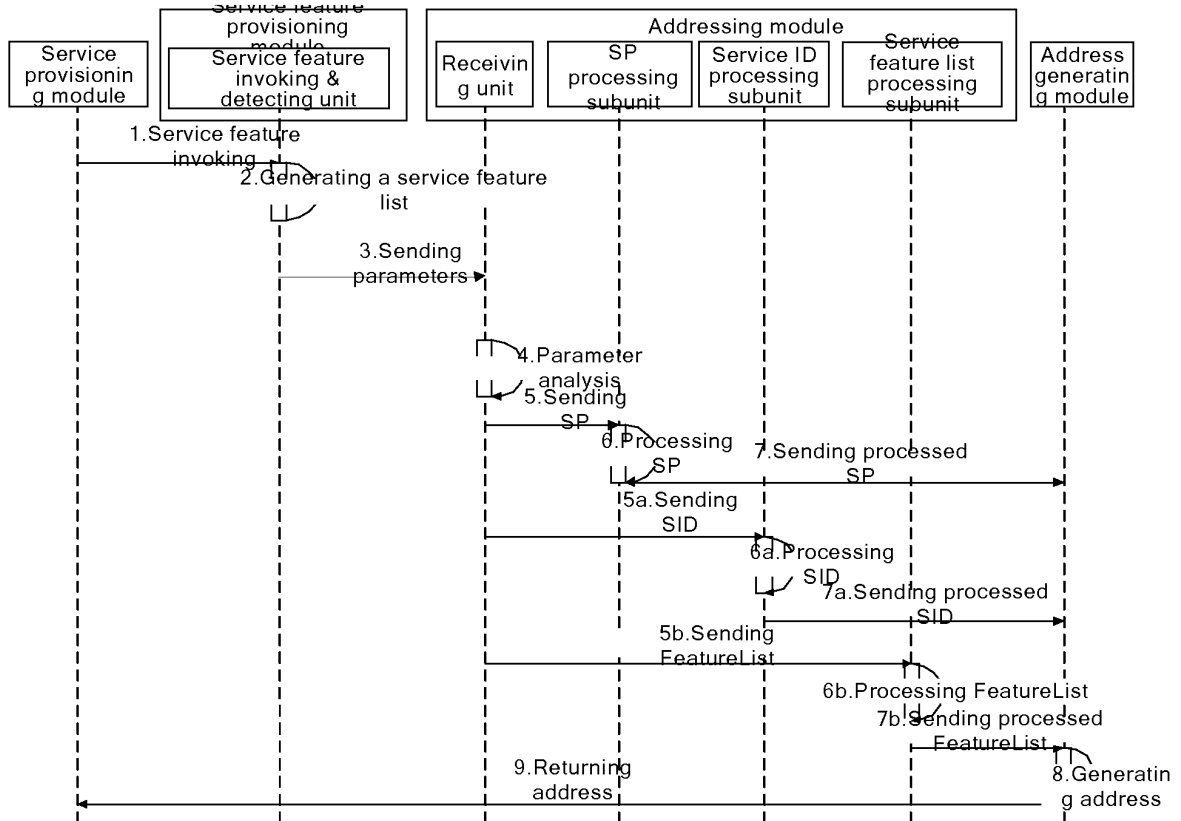 Service feature
provisioning
module
Addressing module
Service
provisionin
g module
Service feature
invoking &
detecting unit
Receivin
g unit
SP
processing
subunit
Service ID
processing
subunit
Service
feature list
processing
subunit
Address
generatin
g module
1.Service feature
invoking
2.Generating a service feature
list
3.Sending
parameters
4.Parameter
analysis
5.Sending
SP
6.Processing
SP
7.Sending processed
SP
5a.Sending
SID
6a.Processing
SID
7a.Sending processed
SID
5b.Sending
FeatureList
6b.Processing FeatureList
7b.Sending processed
FeatureList
8.Generatin
g address
9.Returning
address